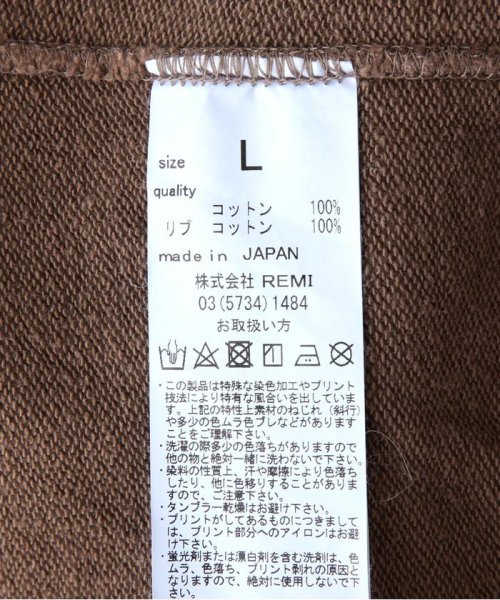 size L
quality
コットン 100%
リブ コットン 100%
made in JAPAN
株式会社 REMI
03(5734)1484
お取扱い方
・この製品は特殊な染色加工やプリント
技法により特有な風合いを出していま
す。上記の特性上素材のねじれ（斜行）
や多少の色ムラ色ブレなどがあります
ことをご理解下さい。
・洗濯の際多少の色落ちがありますので
他の物と絶対一緒に洗わないで下さい。
・染料の性質上、汗や摩擦により色落ち
したり、他に色移りすることがありま
すので、ご注意下さい。
・タンブラー乾燥はお避け下さい。
・プリントがしてあるものにつきまして
は、プリント部分へのアイロンはお避
け下さい。
・蛍光剤または漂白剤を含む洗剤は、色
ムラ、色落ち、プリント剥れの原因と
なりますので、絶対に使用しないで下
さい。